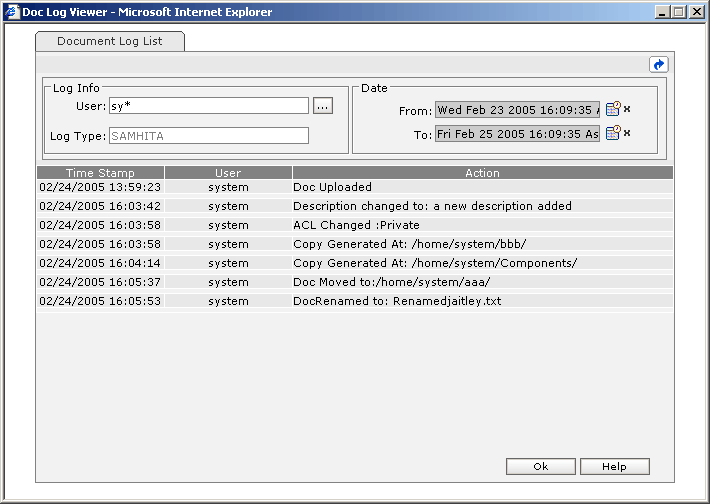 Doc Log Viewer - Microsoft Internet Explorer
Document Log List
Log Info
User: sy* ...
Log Type: SAMHITA
Date
From: Wed Feb 23 2005 16:09:35 A
To: Fri Feb 25 2005 16:09:35 As
Time Stamp User Action
02/24/2005 13:59:23 system Doc Uploaded
02/24/2005 16:03:42 system Description changed to: a new description added
02/24/2005 16:03:58 system ACL Changed :Private
02/24/2005 16:03:58 system Copy Generated At: /home/system/bbb/
02/24/2005 16:04:14 system Copy Generated At: /home/system/Components/
02/24/2005 16:05:37 system Doc Moved to:/home/system/aaa/
02/24/2005 16:05:53 system DocRenamed to: Renamedjaitley.txt
Ok Help